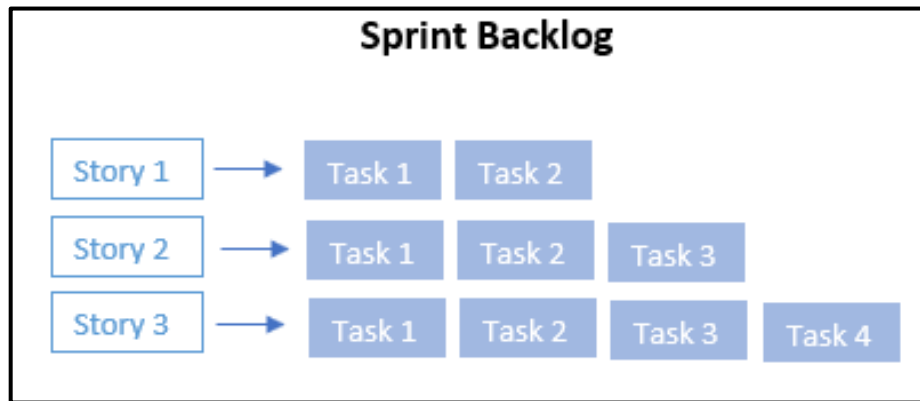 Sprint Backlog
Story 1 Task 1 Task 2
Story 2 Task 1 Task 2 Task 3
Story 3 Task 1 Task 2 Task 3 Task 4